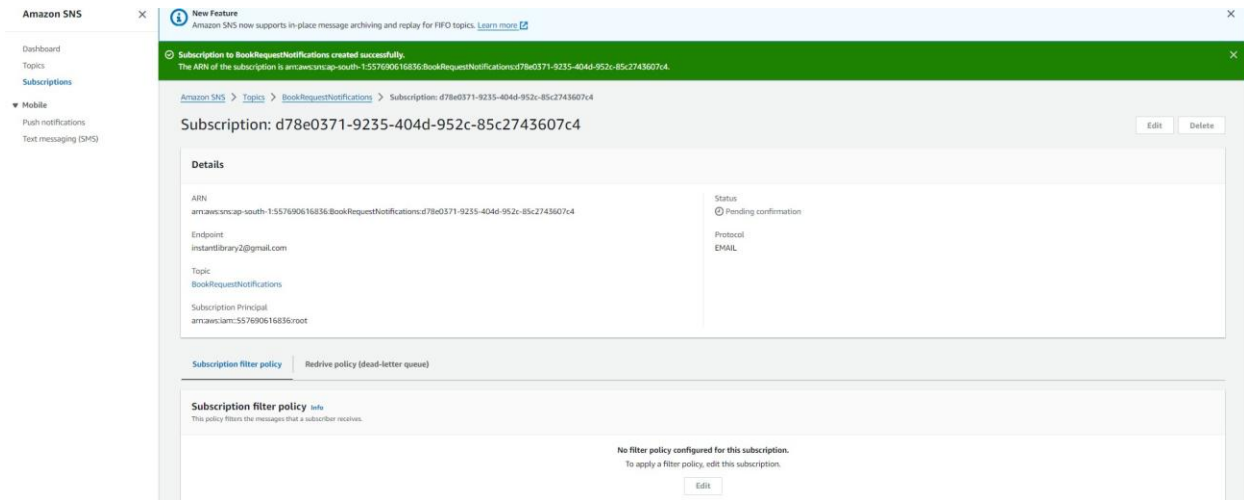 Amazon SNS
Dashboard
Topics
Subscriptions
Mobile
Push notifications
Text messaging (SMS)
New Feature
Amazon SNS now supports in-place message archiving and replay for FIFO topics. Learn more
Subscription to BookRequestNotifications created successfully.
The ARN of the subscription is arn:aws:sns:ap-south-1:557690616836:BookRequestNotifications:d78e0371-9235-404d-952c-85c2743607c4.
Amazon SNS > Topics > BookRequestNotifications > Subscription: d78e0371-9235-404d-952c-85c2743607c4
Subscription: d78e0371-9235-404d-952c-85c2743607c4
Edit Delete
Details
ARN
arn:aws:sns:ap-south-1:557690616836:BookRequestNotifications:d78e0371-9235-404d-952c-85c2743607c4
Endpoint
instantlibrary2@gmail.com
Topic
BookRequestNotifications
Subscription Principal
arn:aws:iam::557690616836:root
Status
Pending confirmation
Protocol
EMAIL
Subscription filter policy
Redrive policy (dead-letter queue)
Subscription filter policy Info
This policy filters the messages that a subscriber receives.
No filter policy configured for this subscription.
To apply a filter policy, edit this subscription.
Edit